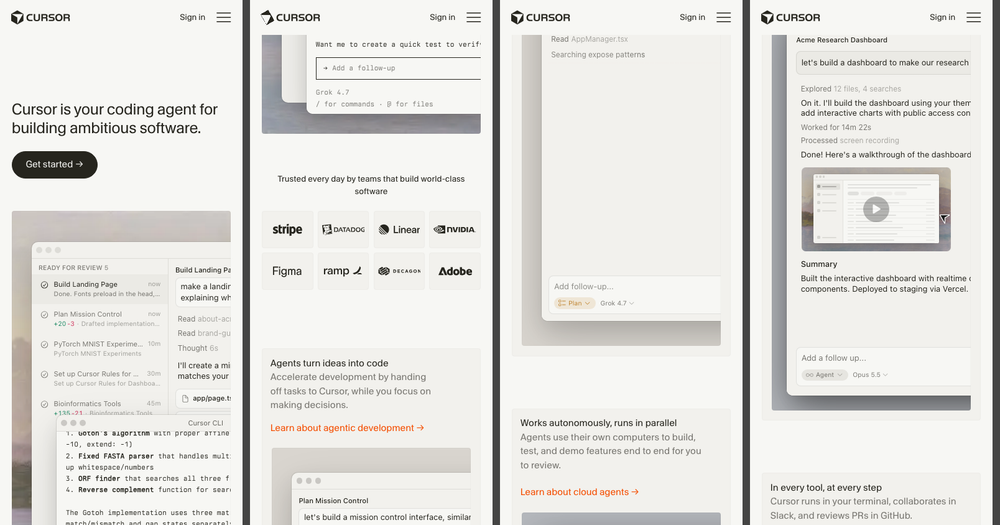 CURSOR
Sign in
Cursor is your coding agent for
building ambitious software.
Get started →
READY FOR REVIEW 5
Build Landing Page now
Done. Fonts preload in the head,...
Plan Mission Control now
+20 -3 · Drafted implementation...
PyTorch MNIST Experime... 10m
PyTorch MNIST Experiments
Set up Cursor Rules for ... 30m
Set up Cursor Rules for Dashboa...
Bioinformatics Tools 45m
+135 -21 · Bioinformatics Tools
Build Landing Pa
make a landin
explaining wh
Read about-ac
Read brand-gu
Thought 6s
I'll create a mi
matches your
app/page.ts
Cursor CLI
1. Gotoh's algorithm with proper affine
-10, extend: -1)
2. Fixed FASTA parser that handles multi
up whitespace/numbers
3. ORF finder that searches all three f
4. Reverse complement function for sear
The Gotoh implementation uses three mat
match/mismatch and gap states separately
CURSOR
Sign in
Want me to create a quick test to verify
→ Add a follow-up
Grok 4.7
/ for commands · @ for files
Trusted every day by teams that build world-class
software
stripe DATADOG Linear NVIDIA
Figma ramp DECAGON Adobe
Agents turn ideas into code
Accelerate development by handing
off tasks to Cursor, while you focus on
making decisions.
Learn about agentic development →
Plan Mission Control
let's build a mission control interface, similar
CURSOR
Sign in
Read AppManager.tsx
Searching expose patterns
Add follow-up...
Plan Grok 4.7
Works autonomously, runs in parallel
Agents use their own computers to build,
test, and demo features end to end for you
to review.
Learn about cloud agents →
CURSOR
Sign in
Acme Research Dashboard
let's build a dashboard to make our research
Explored 12 files, 4 searches
On it. I'll build the dashboard using your them
add interactive charts with public access con
Worked for 14m 22s
Processed screen recording
Done! Here's a walkthrough of the dashboard
Summary
Built the interactive dashboard with realtime c
components. Deployed to staging via Vercel.
Add a follow up...
Agent Opus 5.5
In every tool, at every step
Cursor runs in your terminal, collaborates in
Slack, and reviews PRs in GitHub.